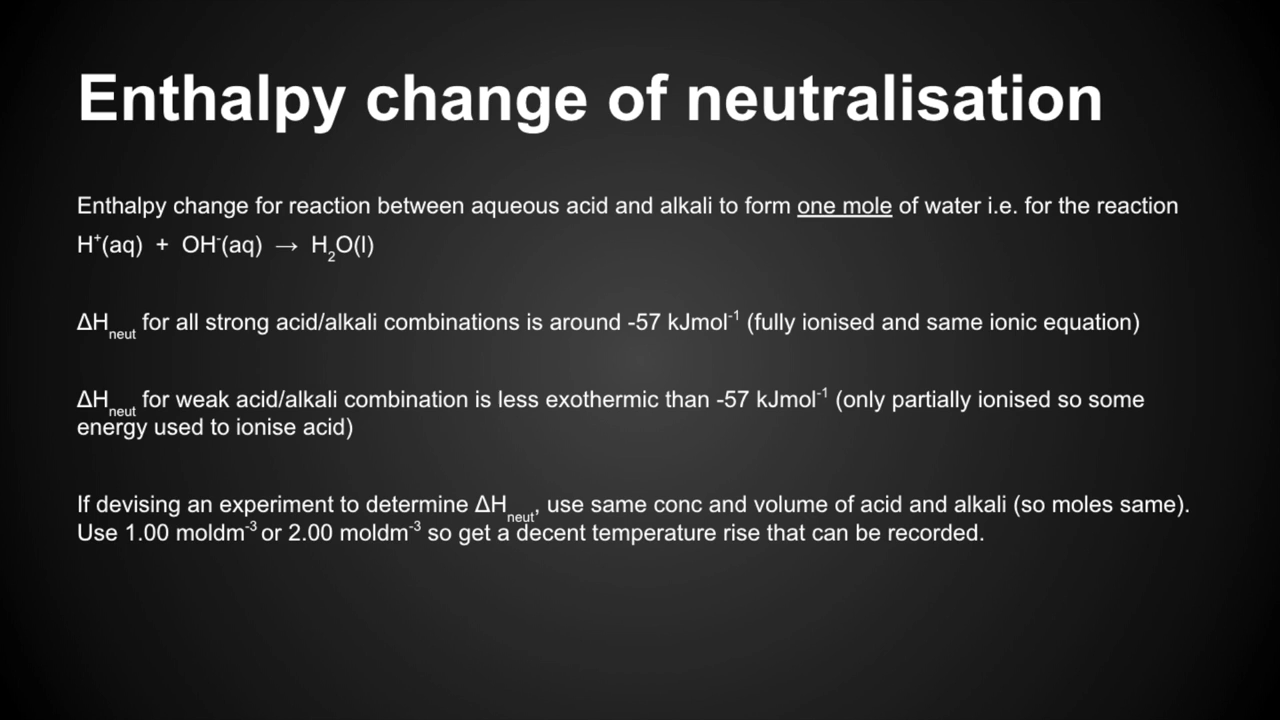 Enthalpy change of neutralisation
Enthalpy change for reaction between aqueous acid and alkali to form one mole of water i.e. for the reaction
H⁺(aq) + OH⁻(aq) → H₂O(l)
ΔHneut for all strong acid/alkali combinations is around -57 kJmol⁻¹ (fully ionised and same ionic equation)
ΔHneut for weak acid/alkali combination is less exothermic than -57 kJmol⁻¹ (only partially ionised so some
energy used to ionise acid)
If devising an experiment to determine ΔHneut, use same conc and volume of acid and alkali (so moles same).
Use 1.00 moldm⁻³ or 2.00 moldm⁻³ so get a decent temperature rise that can be recorded.